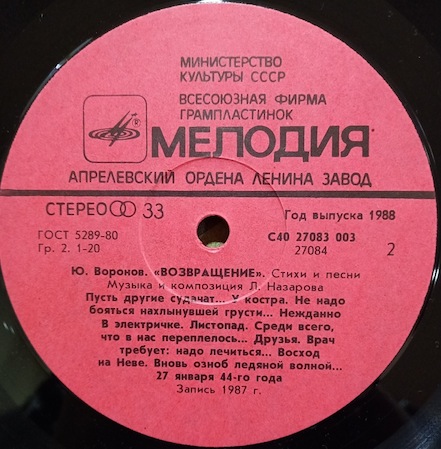 МИНИСТЕРСТВО
КУЛЬТУРЫ СССР
ВСЕСОЮЗНАЯ ФИРМА
ГРАМПЛАСТИНОК
МЕЛОДИЯ
АПРЕЛЕВСКИЙ ОРДЕНА ЛЕНИНА ЗАВОД
СТЕРЕО 33 Год выпуска 1988
ГОСТ 5289-80 С40 27083 003
Гр. 2. 1-20 27084 2
Ю. Воронов. «ВОЗВРАЩЕНИЕ». Стихи и песни
Музыка и композиция Л. Назарова
Пусть другие судачат... У костра. Не надо
бояться нахлынувшей грусти... Нежданно
В электричке. Листопад. Среди всего,
что в нас переплелось... Друзья. Врач
требует: надо лечиться... Восход
на Неве. Вновь озноб ледяной волной...
27 января 44-го года
Запись 1987 г.